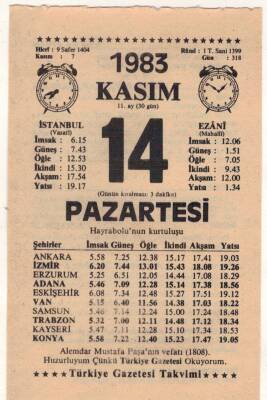 Hicrî : 9 Safer 1404
Kasım : 7
1983
Rûmî : 1 T. Sani 1399
Gün : 318
KASIM
11. ay (30 gün)
İSTANBUL
(Vasatî)
İmsak : 6.15
Güneş : 7.43
Öğle : 12.53
İkindi : 15.30
Akşam : 17.54
Yatsı : 19.17
14
EZÂNİ
(Mahallî)
İmsak : 12.06
Güneş : 1.51
Öğle : 7.05
İkindi : 9.43
Akşam : 12.00
Yatsı : 1.34
(Günün kısalması: 3 dakika)
PAZARTESİ
Hayrabolu'nun kurtuluşu
Şehirler İmsak Güneş Öğle İkindi Akşam Yatsı
ANKARA 5.58 7.25 12.38 15.17 17.41 19.03
İZMİR 6.20 7.44 13.01 15.43 18.08 19.26
ERZURUM 5.25 6.51 12.05 14.44 17.08 18.29
ADANA 5.46 7.09 12.28 15.14 17.38 18.56
ESKİŞEHİR 6.08 7.34 12.48 15.27 17.51 19.12
VAN 5.15 6.40 11.56 14.38 17.03 18.22
SAMSUN 5.46 7.14 12.24 15.00 17.24 18.48
TRABZON 5.32 7.00 12.11 14.48 17.12 18.34
KAYSERİ 5.47 7.11 12.28 15.10 17.34 18.53
KONYA 5.58 7.22 12.40 15.23 17.47 19.05
Alemdar Mustafa Paşa'nın vefatı (1808).
Huzurluyum Çünkü Türkiye Gazetesi Okuyorum.
★★★★ Türkiye Gazetesi Takvimi ★★★★